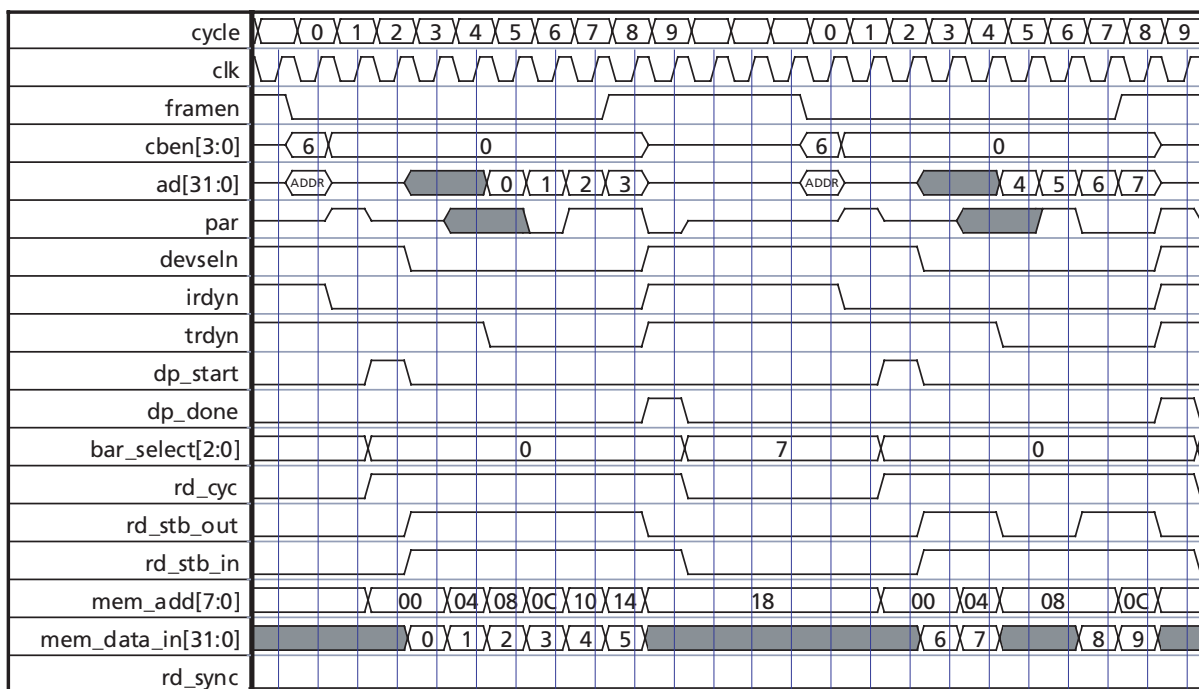 cycle 0 1 2 3 4 5 6 7 8 9 0 1 2 3 4 5 6 7 8 9
clk
framen
cben[3:0] 6 0 6 0
ad[31:0] ADDR 0 1 2 3 ADDR 4 5 6 7
par
devseln
irdyn
trdyn
dp_start
dp_done
bar_select[2:0] 0 7 0
rd_cyc
rd_stb_out
rd_stb_in
mem_add[7:0] 00 04 08 0C 10 14 18 00 04 08 0C
mem_data_in[31:0] 0 1 2 3 4 5 6 7 8 9
rd_sync